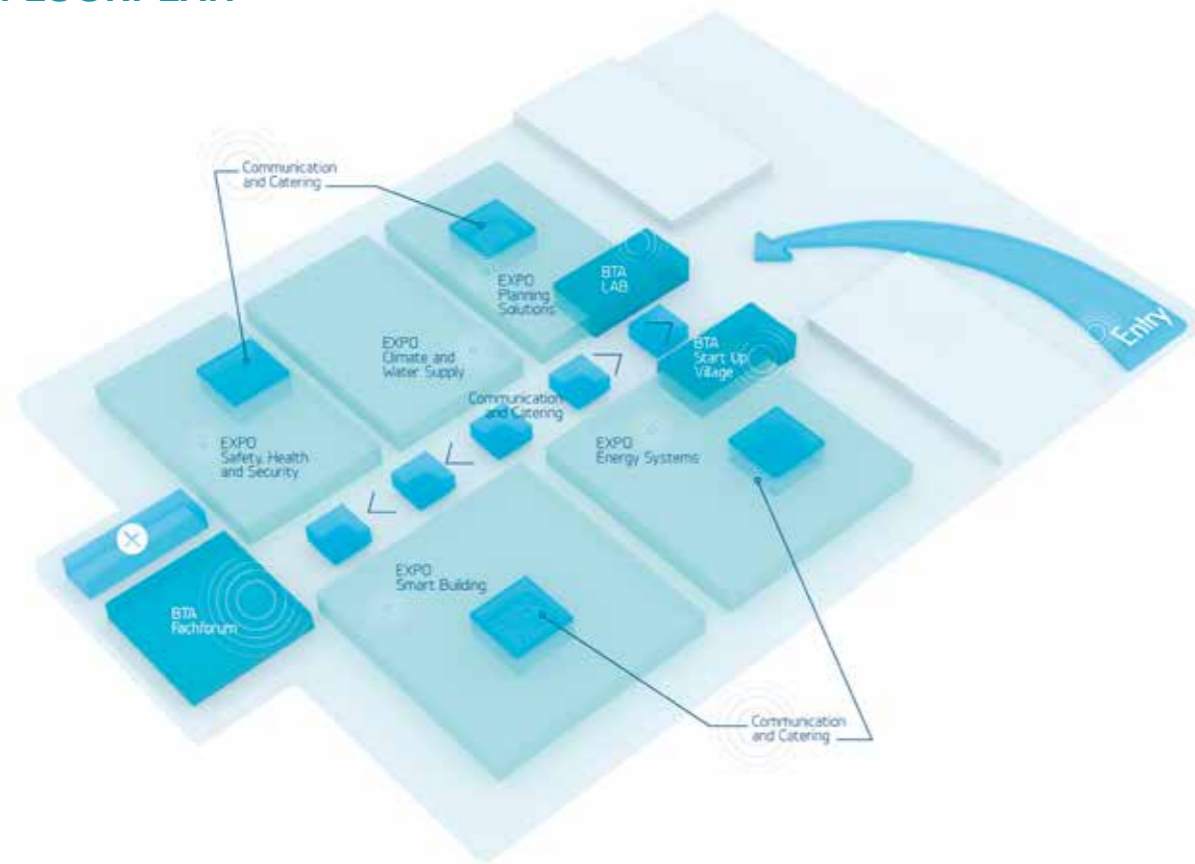 Communication
and Catering
EXPO
Planning
Solutions
BTA
LAB
Entry
EXPO
Climate and
Water Supply
BTA
Start Up
Village
Communication
and Catering
EXPO
Safety, Health
and Security
EXPO
Energy Systems
EXPO
Smart Building
BTA
Fachforum
Communication
and Catering